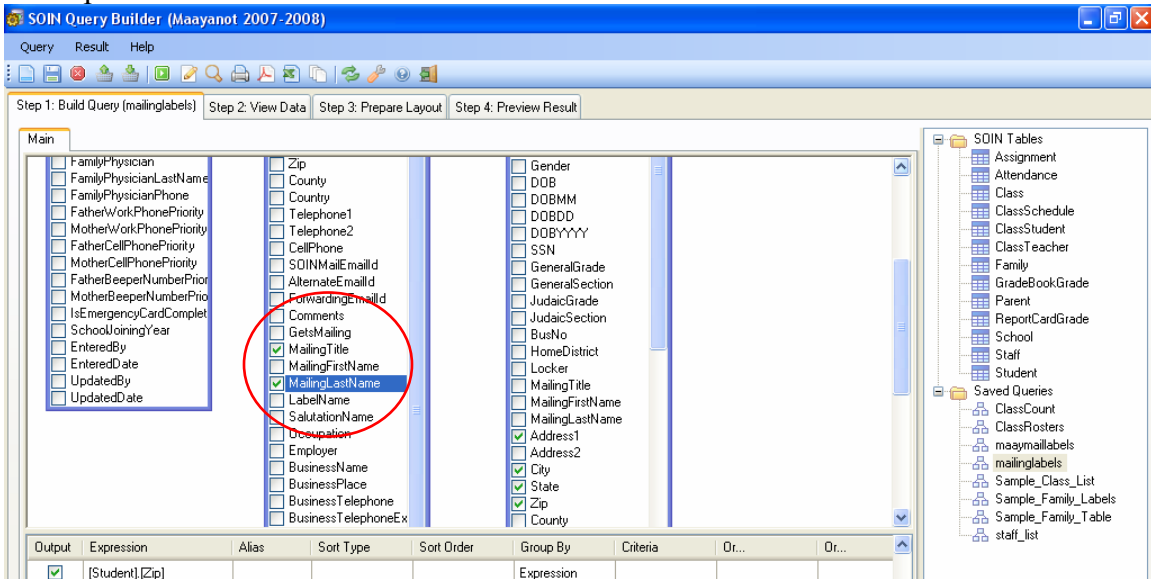 SOIN Query Builder (Maayanot 2007-2008)
Query Result Help
Step 1: Build Query (mailinglabels) Step 2: View Data Step 3: Prepare Layout Step 4: Preview Result
Main
FamilyPhysician
FamilyPhysicianLastName
FamilyPhysicianPhone
FatherWorkPhonePriority
MotherWorkPhonePriority
FatherCellPhonePriority
MotherCellPhonePriority
FatherBeeperNumberPrior
MotherBeeperNumberPrio
IsEmergencyCardComplet
SchoolJoiningYear
EnteredBy
EnteredDate
UpdatedBy
UpdatedDate
Zip
County
Country
Telephone1
Telephone2
CellPhone
SOINMailEmailId
AlternateEmailId
ForwardingEmailId
Comments
GetsMailing
MailingTitle
MailingFirstName
MailingLastName
LabelName
SalutationName
Occupation
Employer
BusinessName
BusinessPlace
BusinessTelephone
BusinessTelephoneEx
Gender
DOB
DOBMM
DOBDD
DOBYYYY
SSN
GeneralGrade
GeneralSection
JudaicGrade
JudaicSection
BusNo
HomeDistrict
Locker
MailingTitle
MailingFirstName
MailingLastName
Address1
Address2
City
State
Zip
County
SOIN Tables
Assignment
Attendance
Class
ClassSchedule
ClassStudent
ClassTeacher
Family
GradeBookGrade
Parent
ReportCardGrade
School
Staff
Student
Saved Queries
ClassCount
ClassRosters
maaymaillabels
mailinglabels
Sample_Class_List
Sample_Family_Labels
Sample_Family_Table
staff_list
Output Expression Alias Sort Type Sort Order Group By Criteria Or... Or...
[Student].[Zip] Expression